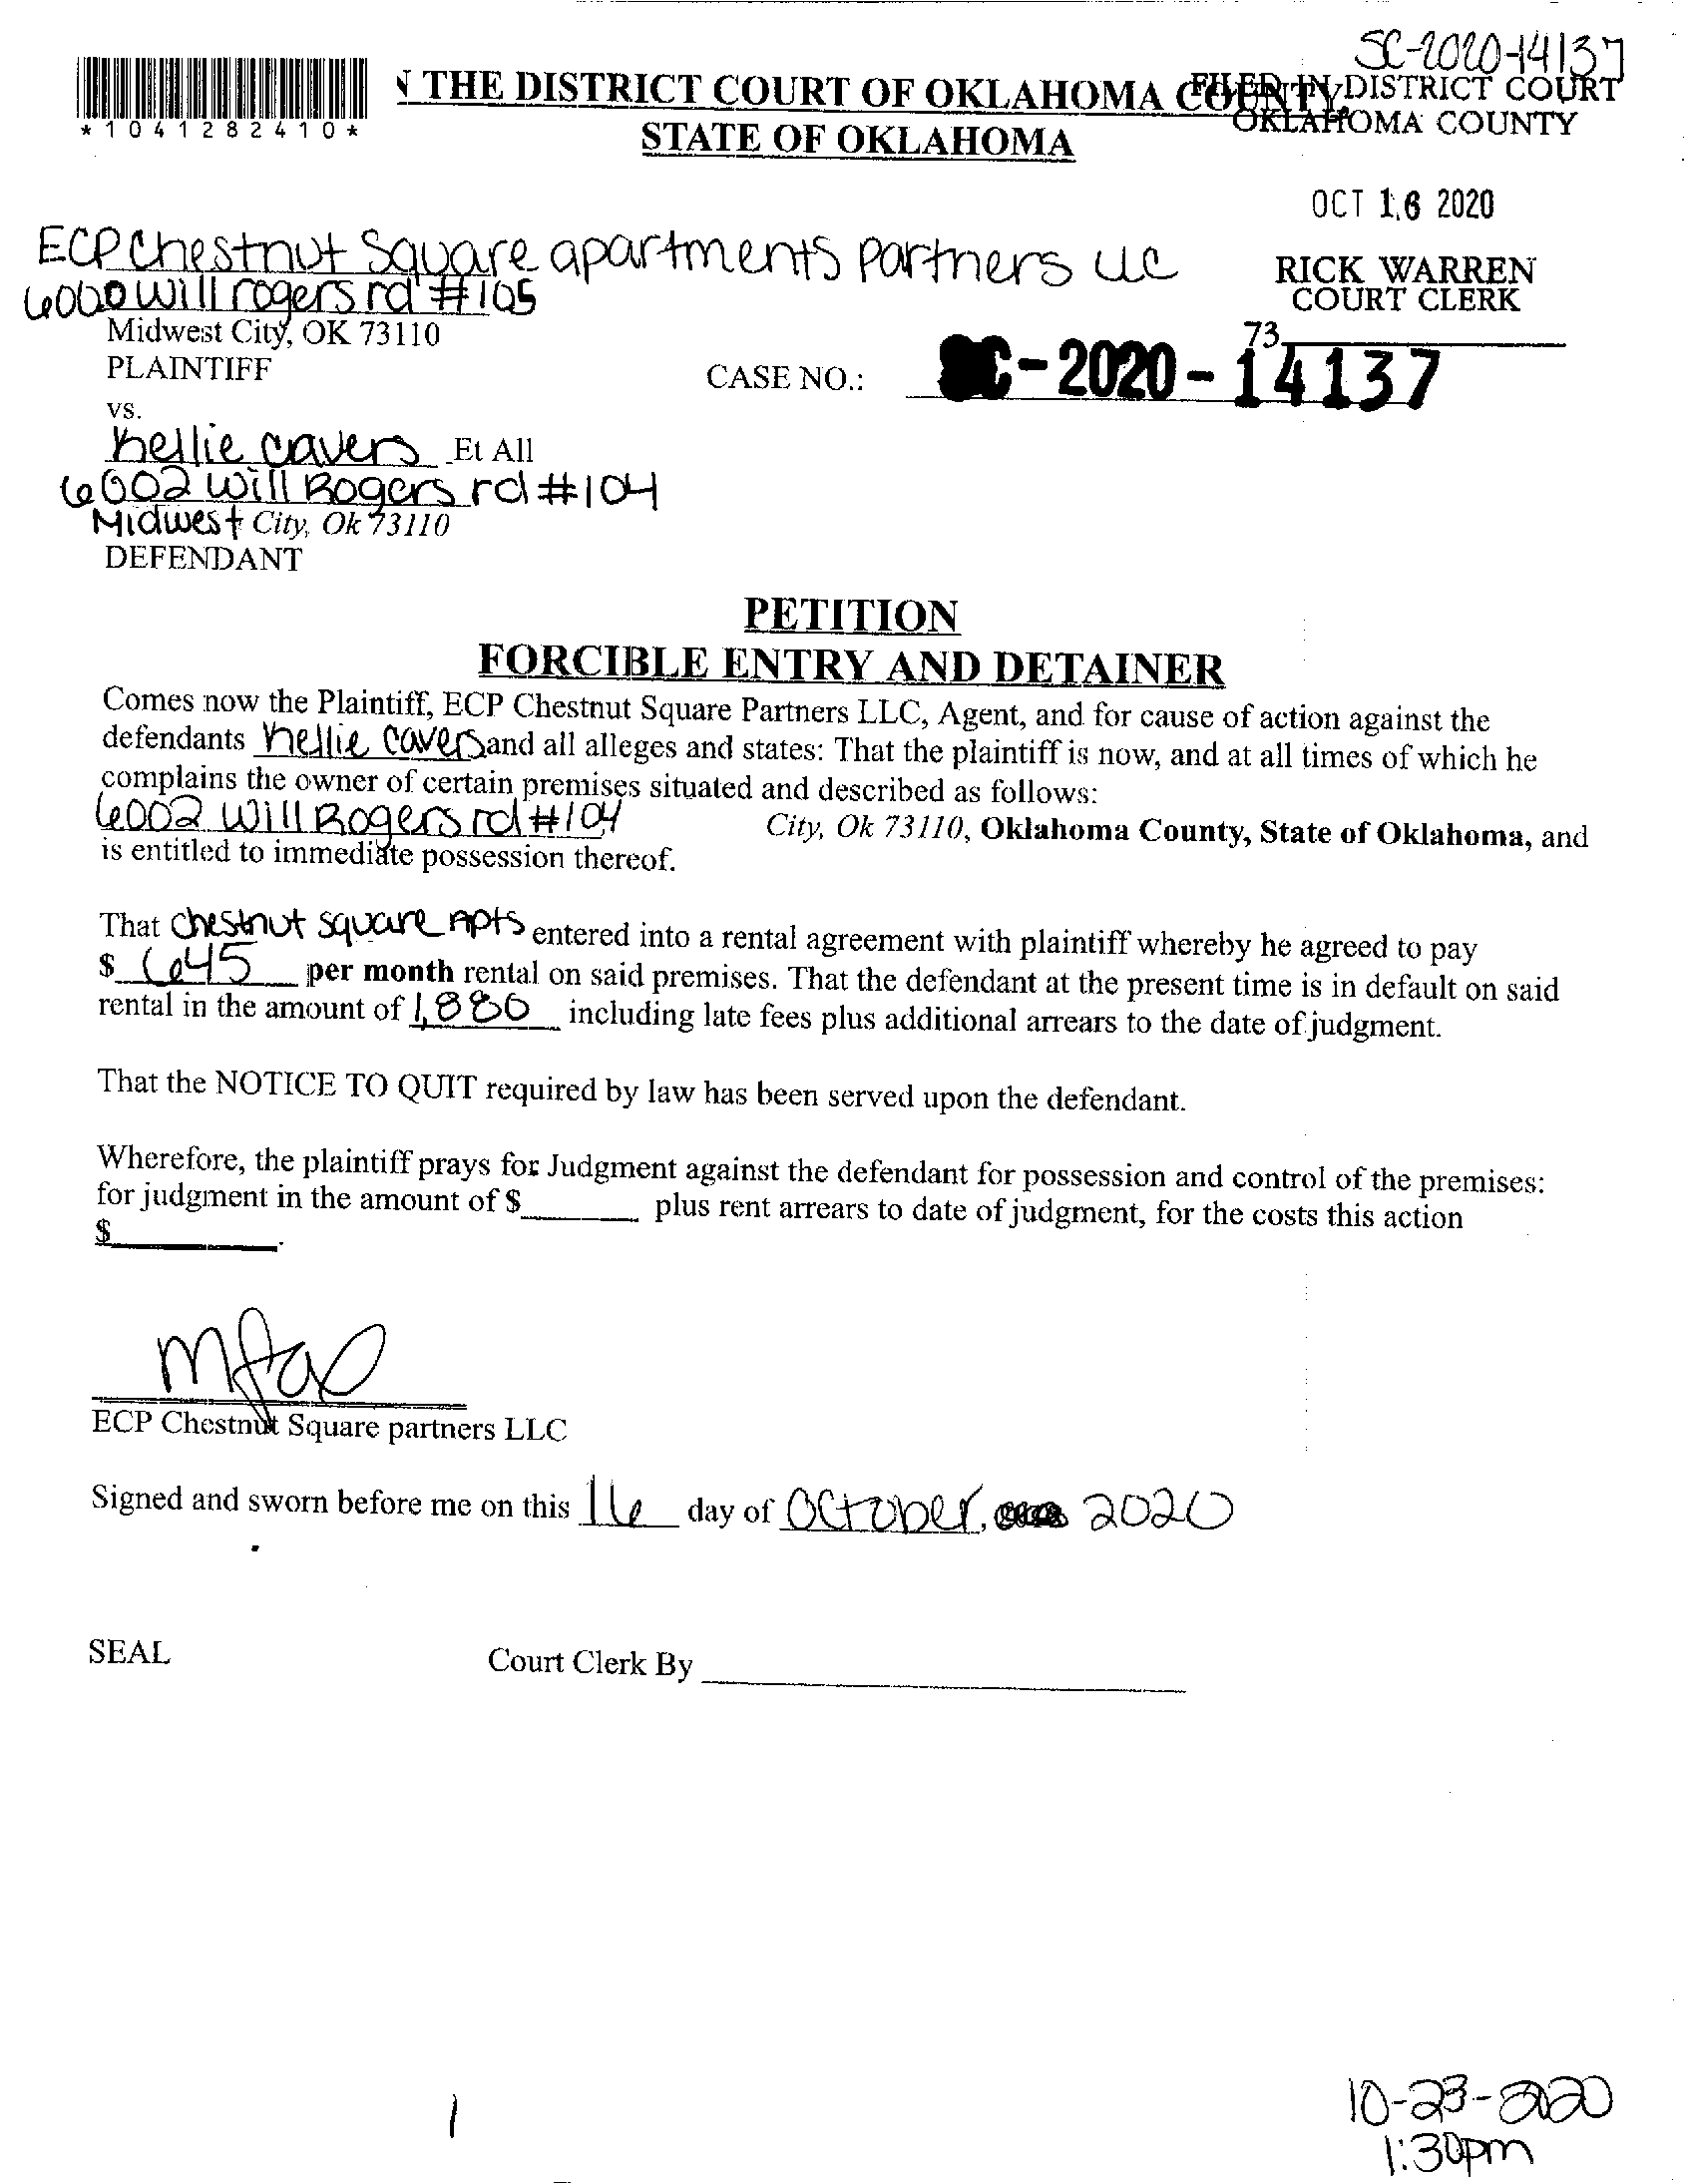 SC-2020-14137
THE DISTRICT COURT OF OKLAHOMA COUNTY,
FILED IN DISTRICT COURT
OKLAHOMA COUNTY
*1041282410*
STATE OF OKLAHOMA
OCT 16 2020
ECP Chestnut Square apartments partners LLC
RICK WARREN
COURT CLERK
6000 Will rogers rd #105
Midwest City, OK 73110
73
PLAINTIFF
CASE NO.: SC-2020-14137
vs.
Kellie Cavers Et All
6002 Will Rogers rd #104
Midwest City, Ok 73110
DEFENDANT
PETITION
FORCIBLE ENTRY AND DETAINER
Comes now the Plaintiff, ECP Chestnut Square Partners LLC, Agent, and for cause of action against the
defendants Kellie Cavers and all alleges and states: That the plaintiff is now, and at all times of which he
complains the owner of certain premises situated and described as follows:
6002 Will Rogers rd #104 City, Ok 73110, Oklahoma County, State of Oklahoma, and
is entitled to immediate possession thereof.
That Chestnut Square Apts entered into a rental agreement with plaintiff whereby he agreed to pay
$ 645 per month rental on said premises. That the defendant at the present time is in default on said
rental in the amount of 1,880 including late fees plus additional arrears to the date of judgment.
That the NOTICE TO QUIT required by law has been served upon the defendant.
Wherefore, the plaintiff prays for Judgment against the defendant for possession and control of the premises:
for judgment in the amount of $ plus rent arrears to date of judgment, for the costs this action
$ .
ECP Chestnut Square partners LLC
Signed and sworn before me on this 16 day of October, 2020
SEAL Court Clerk By
1
10-23-2020
1:30pm